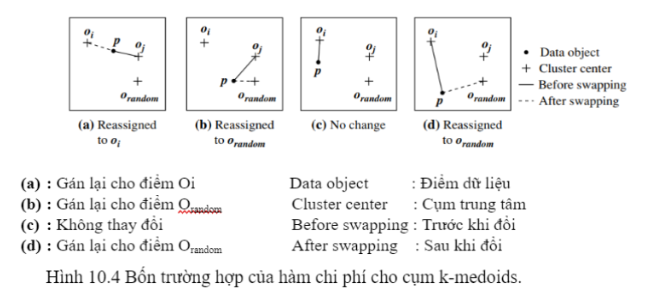 oi p oj orandom
oi oj p orandom
oi p oj orandom
oi oj p orandom
• Data object
+ Cluster center
— Before swapping
--- After swapping
(a) Reassigned to oi
(b) Reassigned to orandom
(c) No change
(d) Reassigned to orandom
(a) : Gán lại cho điểm Oi Data object : Điểm dữ liệu
(b) : Gán lại cho điểm Orandom Cluster center : Cụm trung tâm
(c) : Không thay đổi Before swapping : Trước khi đổi
(d) : Gán lại cho điểm Orandom After swapping : Sau khi đổi
Hình 10.4 Bốn trường hợp của hàm chi phí cho cụm k-medoids.